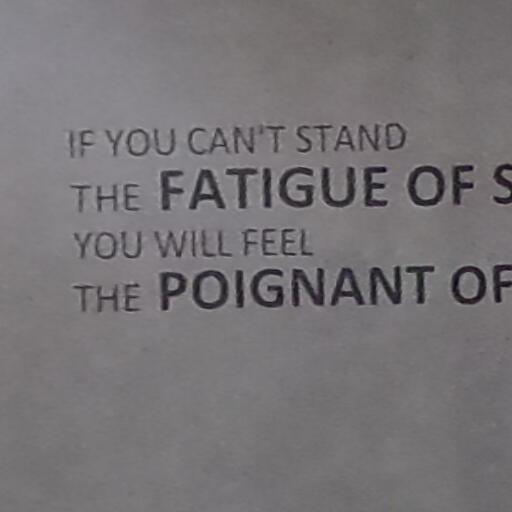 IF YOU CAN'T STAND
THE FATIGUE OF S
YOU WILL FEEL
THE POIGNANT OF